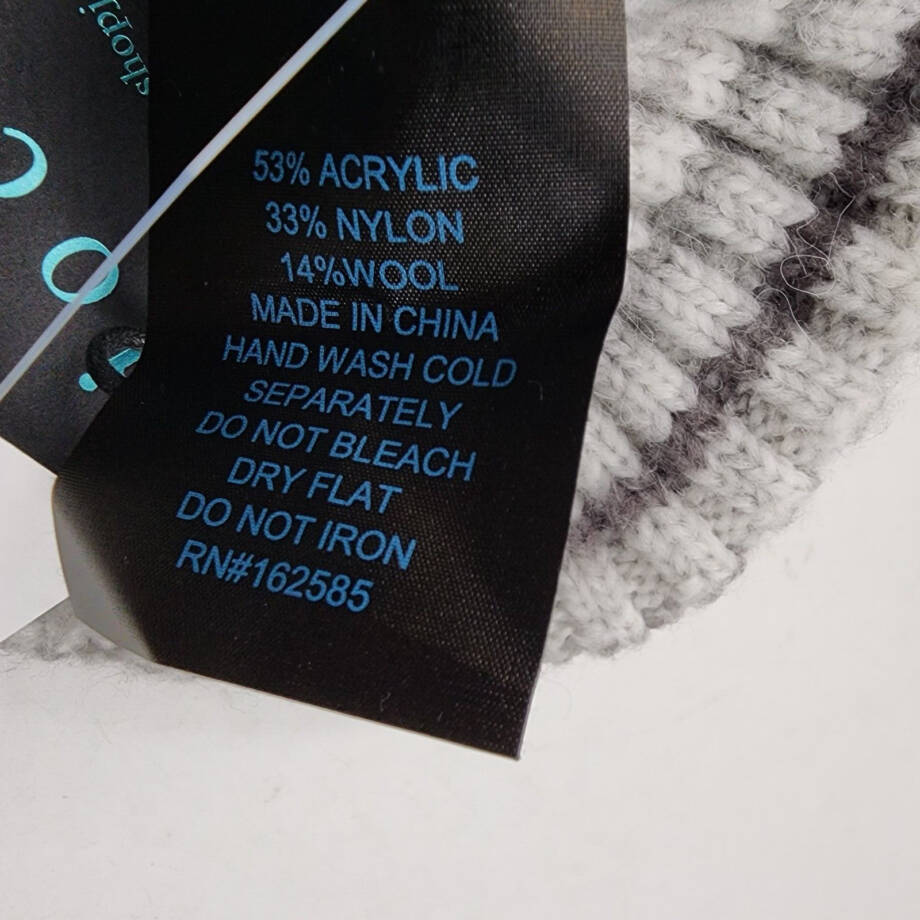 53% ACRYLIC
33% NYLON
14%WOOL
MADE IN CHINA
HAND WASH COLD
SEPARATELY
DO NOT BLEACH
DRY FLAT
DO NOT IRON
RN#162585